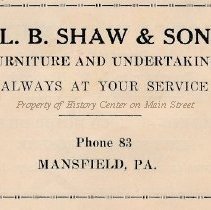 L. B. SHAW & SON
URNITURE AND UNDERTAKIN
ALWAYS AT YOUR SERVICE
Property of History Center on Main Street
Phone 83
MANSFIELD, PA.